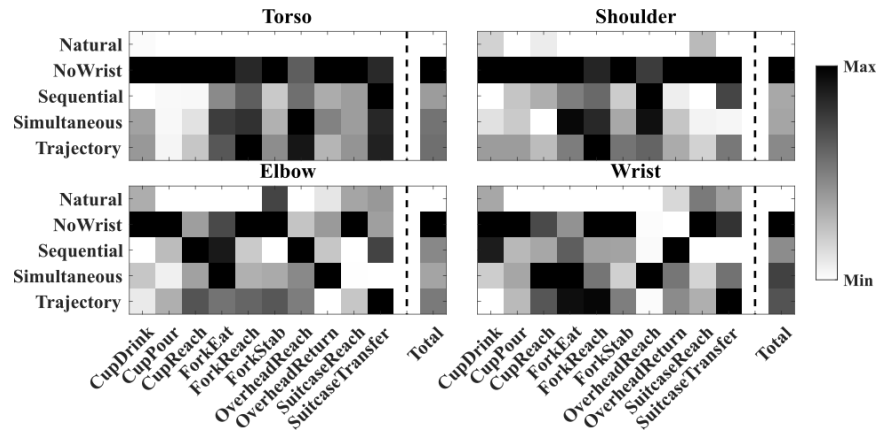 Torso
Shoulder
Natural
NoWrist
Sequential
Simultaneous
Trajectory
Max
Min
Elbow
Wrist
Natural
NoWrist
Sequential
Simultaneous
Trajectory
CupDrink
CupPour
CupReach
ForkEat
ForkReach
ForkStab
OverheadReach
OverheadReturn
SuitcaseReach
SuitcaseTransfer
Total
CupDrink
CupPour
CupReach
ForkEat
ForkReach
ForkStab
OverheadReach
OverheadReturn
SuitcaseReach
SuitcaseTransfer
Total